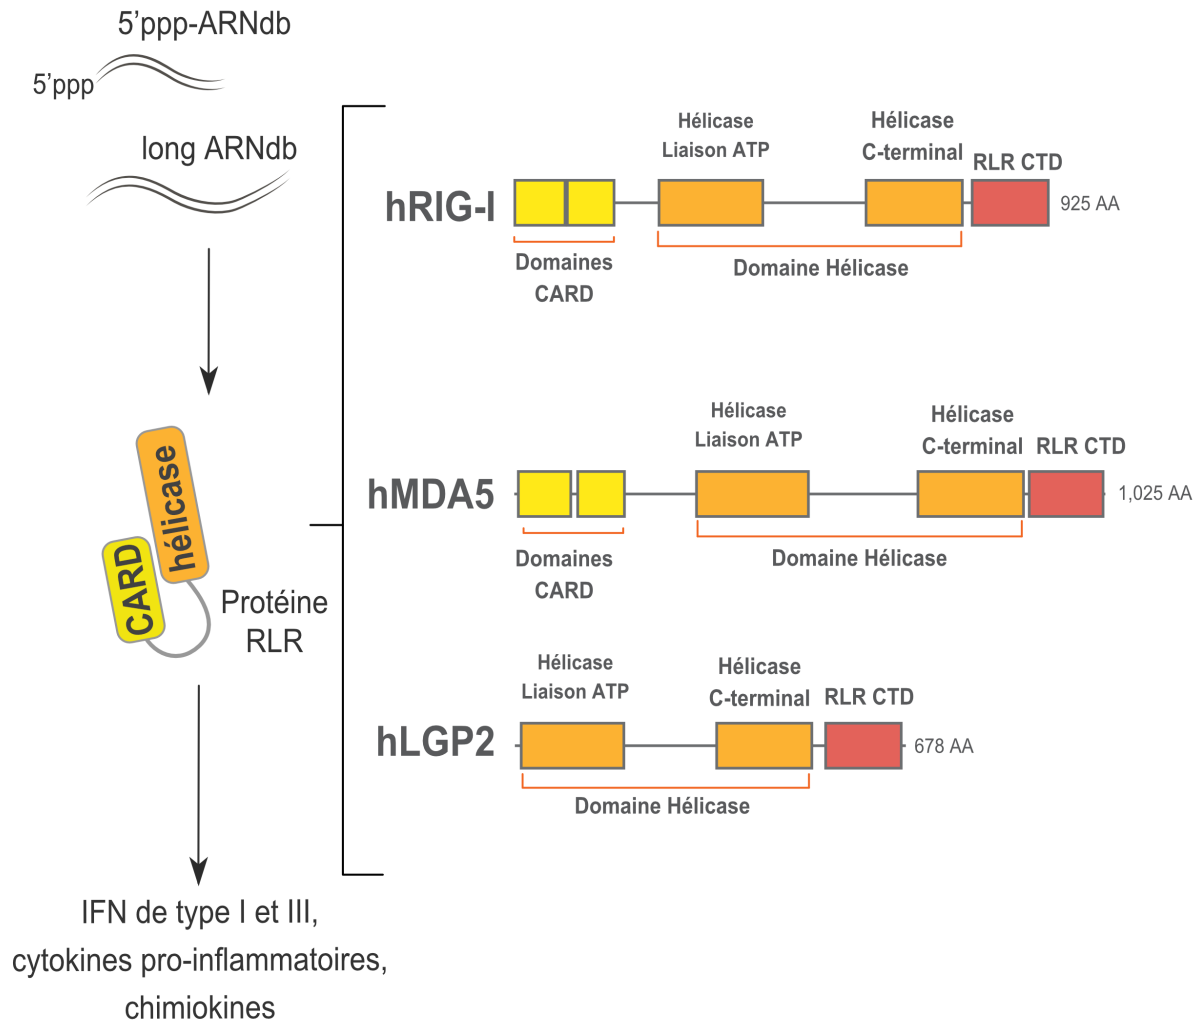 5’ppp-ARNdb
5’ppp
long ARNdb
hélicase
CARD
Protéine
RLR
IFN de type I et III,
cytokines pro-inflammatoires,
chimiokines
Hélicase
Liaison ATP
Hélicase
C-terminal
RLR CTD
hRIG-I
925 AA
Domaines
CARD
Domaine Hélicase
Hélicase
Liaison ATP
Hélicase
C-terminal
RLR CTD
hMDA5
1,025 AA
Domaines
CARD
Domaine Hélicase
Hélicase
Liaison ATP
Hélicase
C-terminal
RLR CTD
hLGP2
678 AA
Domaine Hélicase